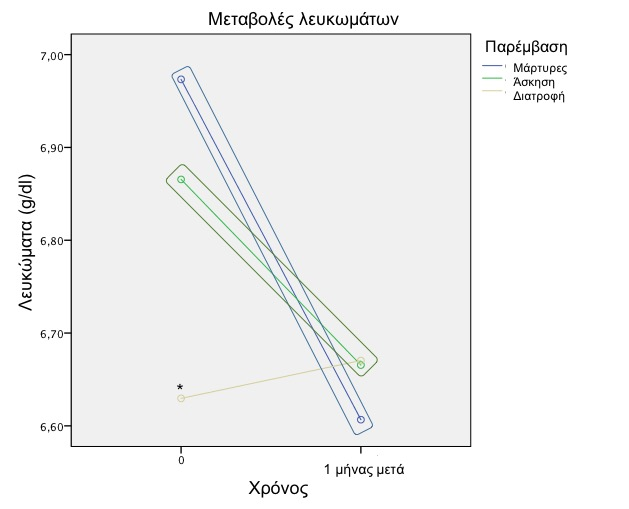 Μεταβολές λευκωμάτων
Παρέμβαση
Μάρτυρες
Άσκηση
Διατροφή
Λευκώματα (g/dl)
7,00
6,90
6,80
6,70
6,60
*
0
1 μήνας μετά
Χρόνος